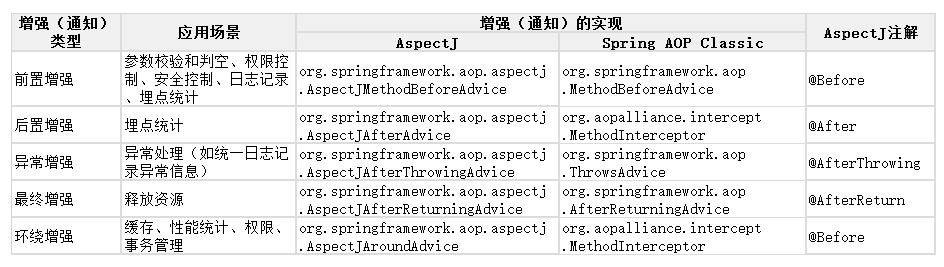 增强（通知）类型
应用场景
增强（通知）的实现
AspectJ
Spring AOP Classic
AspectJ注解
前置增强
参数校验和判空、权限控
制、安全控制、日志记录
、埋点统计
org.springframework.aop.aspectj
.AspectJMethodBeforeAdvice
org.springframework.aop
.MethodBeforeAdvice
@Before
后置增强
埋点统计
org.springframework.aop.aspectj
.AspectJAfterAdvice
org.aopalliance.intercept
.MethodInterceptor
@After
异常增强
异常处理（如统一日志记
录异常信息）
org.springframework.aop.aspectj
.AspectJAfterThrowingAdvice
org.springframework.aop
.ThrowsAdvice
@AfterThrowing
最终增强
释放资源
org.springframework.aop.aspectj
.AspectJAfterReturningAdvice
org.springframework.aop
.AfterReturningAdvice
@AfterReturn
环绕增强
缓存、性能统计、权限、
事务管理
org.springframework.aop.aspectj
.AspectJAroundAdvice
org.aopalliance.intercept
.MethodInterceptor
@Before